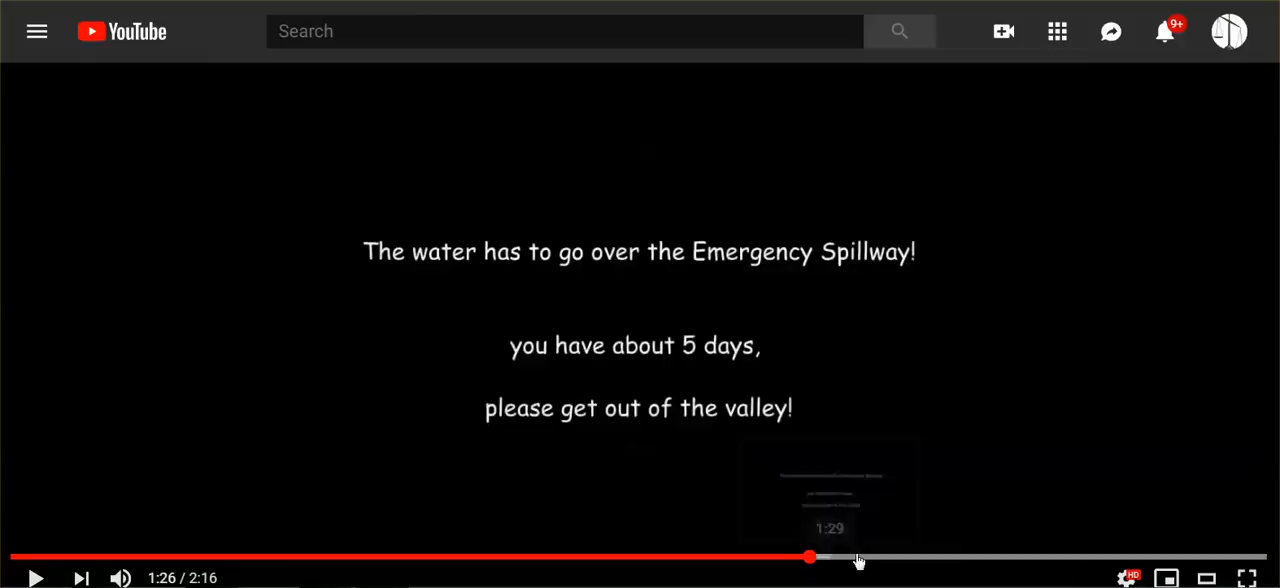 YouTube
Search
9+
The water has to go over the Emergency Spillway!
you have about 5 days,
please get out of the valley!
1:29
1:26 / 2:16
HD